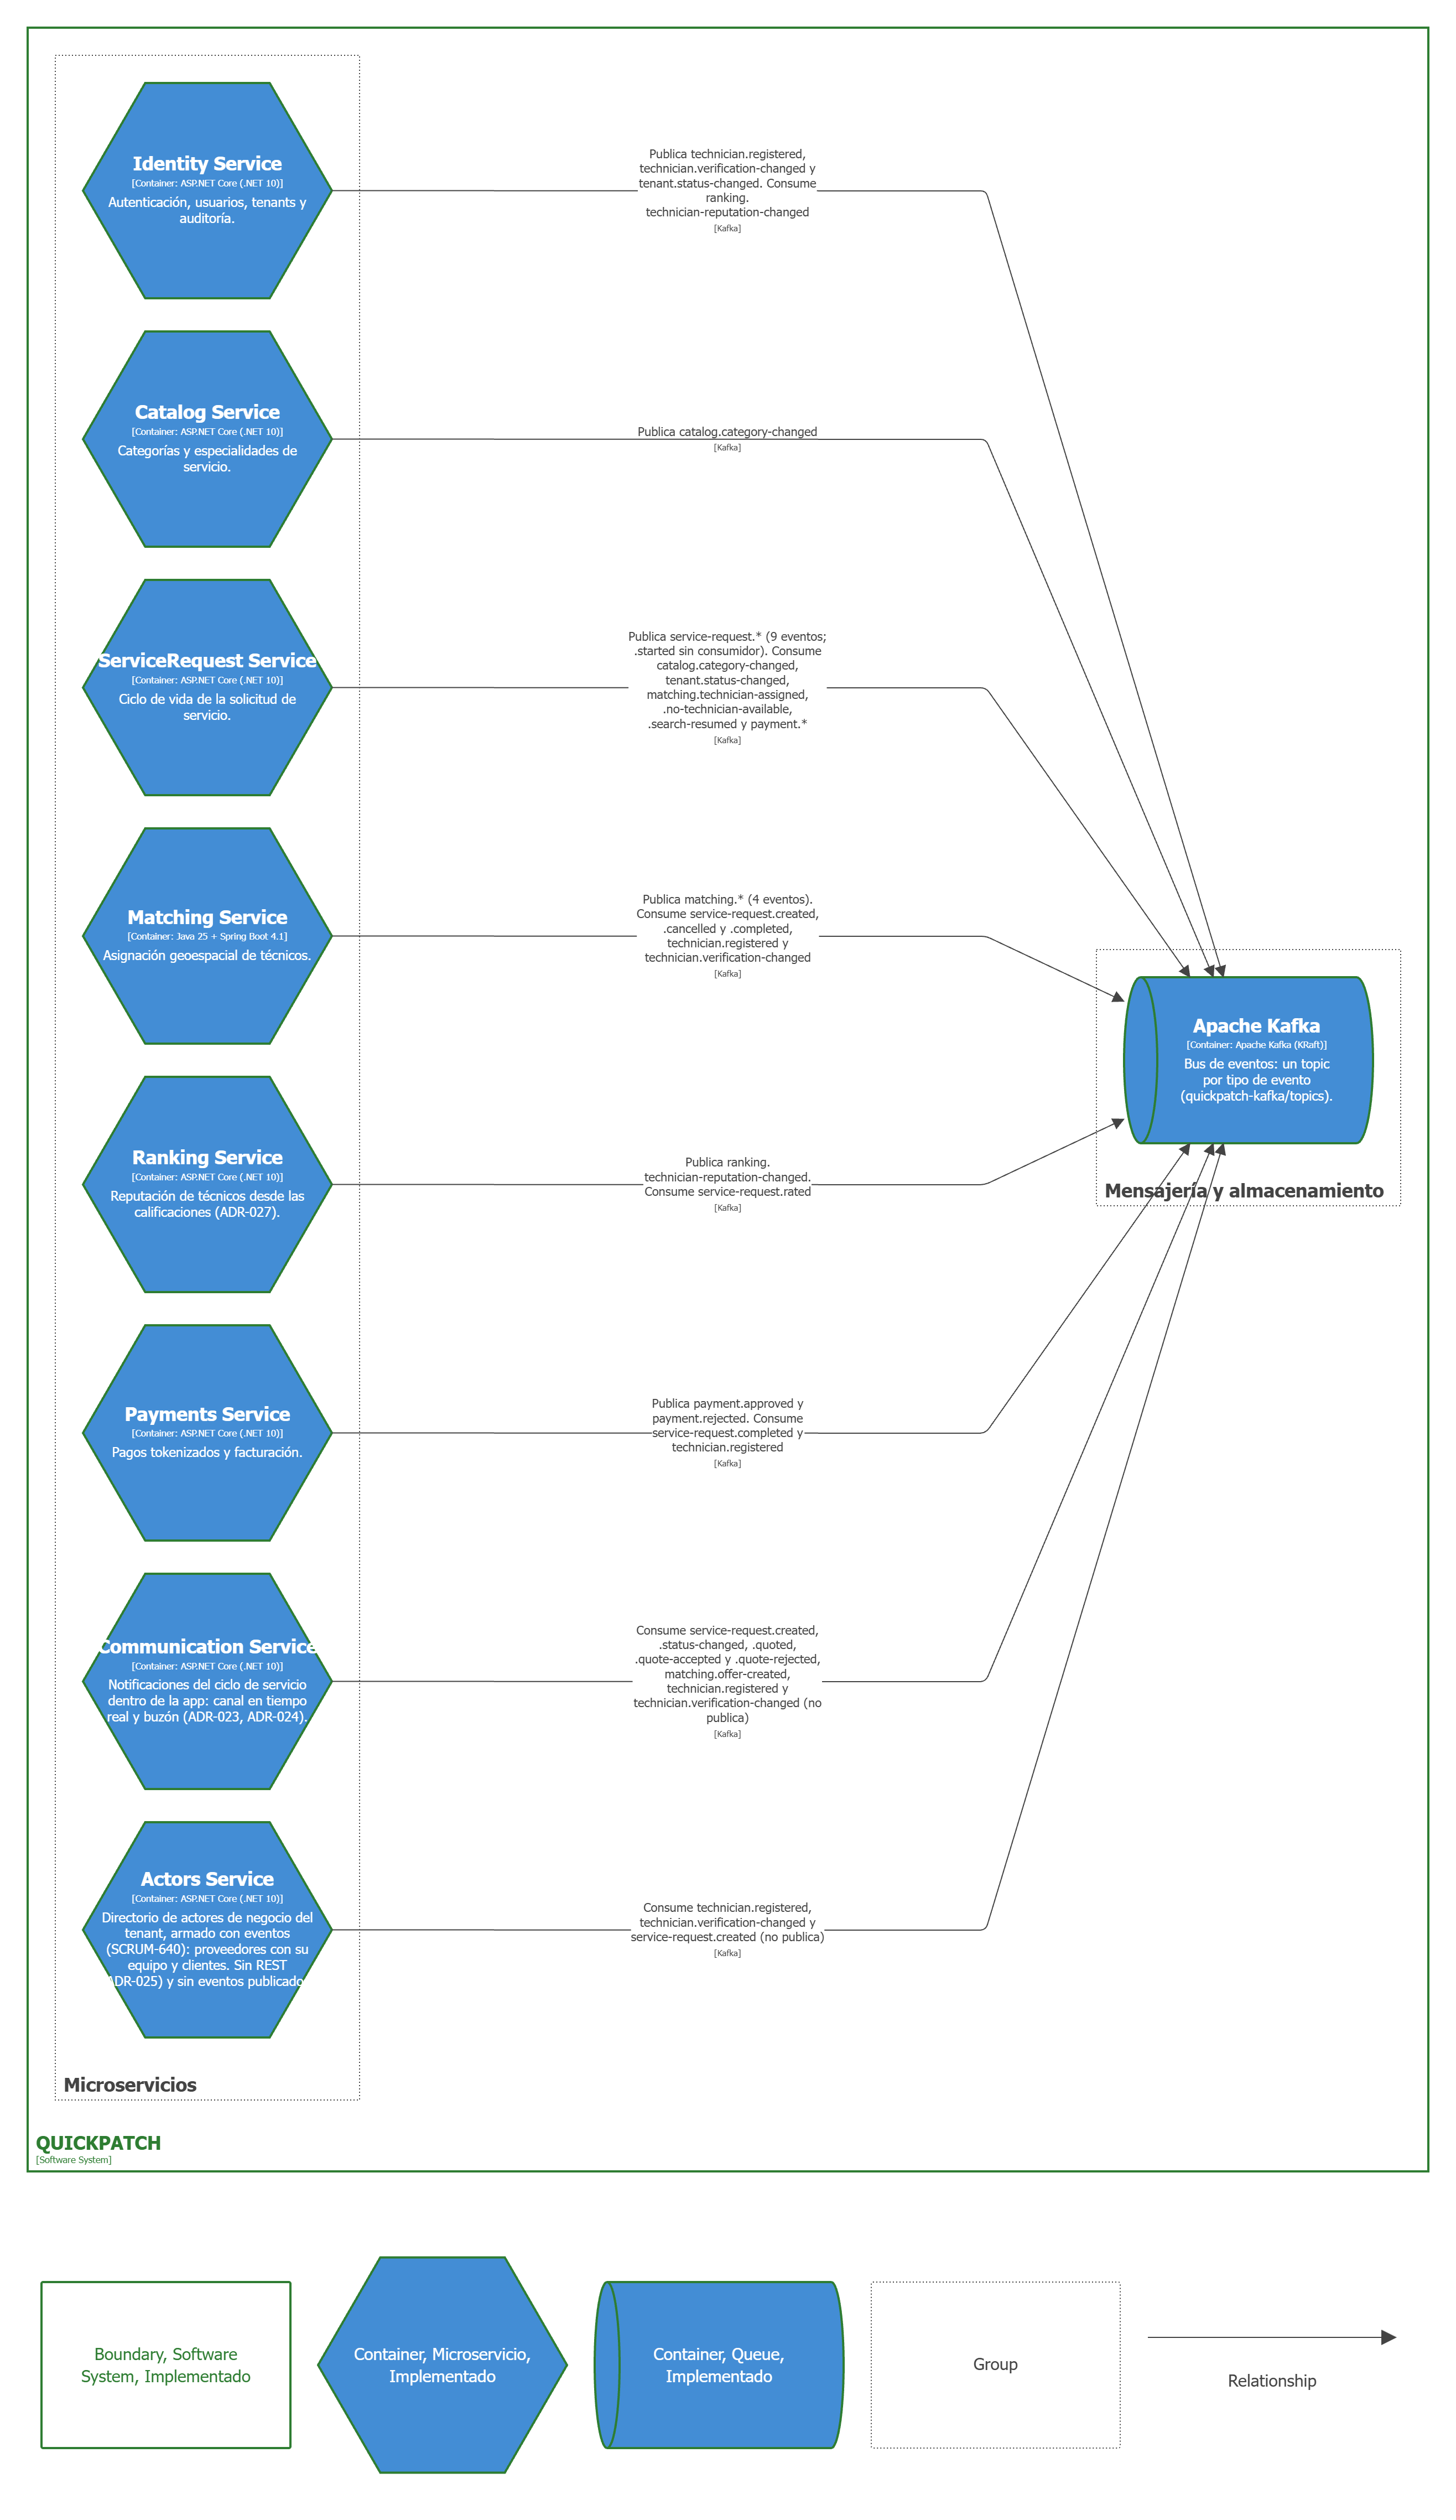 Identity Service
[Container: ASP.NET Core (.NET 10)]
Autenticación, usuarios, tenants y
auditoría.
Publica technician.registered,
technician.verification-changed y
tenant.status-changed. Consume
ranking.
technician-reputation-changed
[Kafka]
Catalog Service
[Container: ASP.NET Core (.NET 10)]
Categorías y especialidades de
servicio.
Publica catalog.category-changed
[Kafka]
ServiceRequest Service
[Container: ASP.NET Core (.NET 10)]
Ciclo de vida de la solicitud de
servicio.
Publica service-request.* (9 eventos;
.started sin consumidor). Consume
catalog.category-changed,
tenant.status-changed,
matching.technician-assigned,
.no-technician-available,
.search-resumed y payment.*
[Kafka]
Matching Service
[Container: Java 25 + Spring Boot 4.1]
Asignación geoespacial de técnicos.
Publica matching.* (4 eventos).
Consume service-request.created,
.cancelled y .completed,
technician.registered y
technician.verification-changed
[Kafka]
Apache Kafka
[Container: Apache Kafka (KRaft)]
Bus de eventos: un topic
por tipo de evento
(quickpatch-kafka/topics).
Mensajería y almacenamiento
Ranking Service
[Container: ASP.NET Core (.NET 10)]
Reputación de técnicos desde las
calificaciones (ADR-027).
Publica ranking.
technician-reputation-changed.
Consume service-request.rated
[Kafka]
Payments Service
[Container: ASP.NET Core (.NET 10)]
Pagos tokenizados y facturación.
Publica payment.approved y
payment.rejected. Consume
service-request.completed y
technician.registered
[Kafka]
Communication Service
[Container: ASP.NET Core (.NET 10)]
Notificaciones del ciclo de servicio
dentro de la app: canal en tiempo
real y buzón (ADR-023, ADR-024).
Consume service-request.created,
.status-changed, .quoted,
.quote-accepted y .quote-rejected,
matching.offer-created,
technician.registered y
technician.verification-changed (no
publica)
[Kafka]
Actors Service
[Container: ASP.NET Core (.NET 10)]
Directorio de actores de negocio del
tenant, armado con eventos
(SCRUM-640): proveedores con su
equipo y clientes. Sin REST
ADR-025) y sin eventos publicado
Consume technician.registered,
technician.verification-changed y
service-request.created (no publica)
[Kafka]
Microservicios
QUICKPATCH
[Software System]
Boundary, Software
System, Implementado
Container, Microservicio,
Implementado
Container, Queue,
Implementado
Group
Relationship